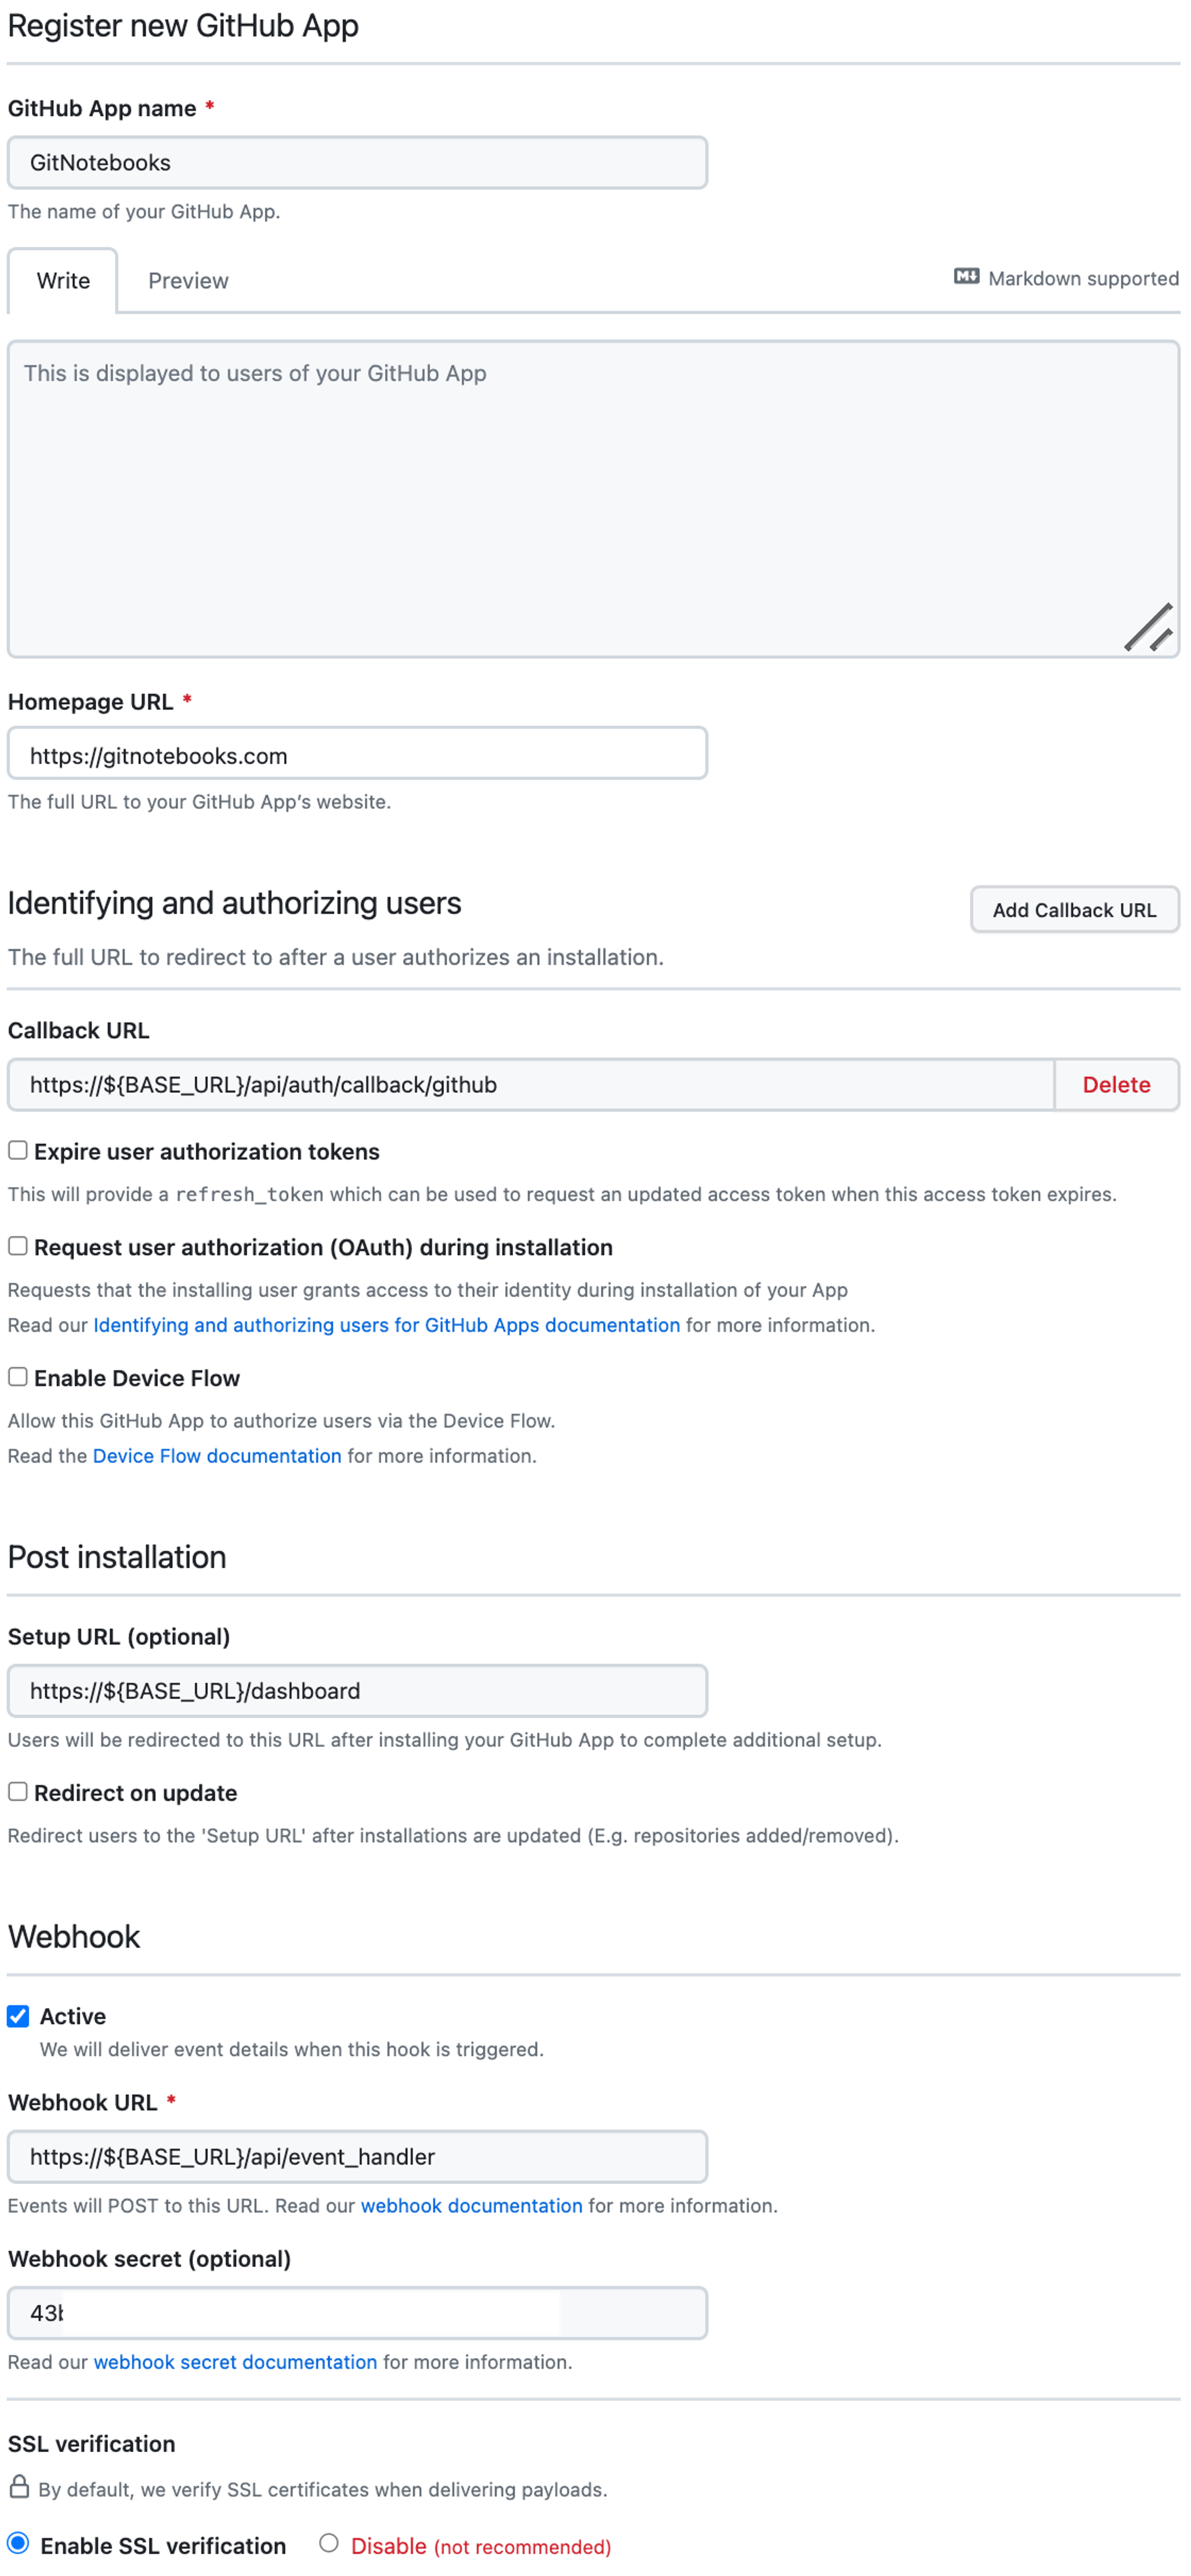 Register new GitHub App
GitHub App name *
GitNotebooks
The name of your GitHub App.
Write
Preview
Markdown supported
This is displayed to users of your GitHub App
Homepage URL *
https://gitnotebooks.com
The full URL to your GitHub App’s website.
Identifying and authorizing users
Add Callback URL
The full URL to redirect to after a user authorizes an installation.
Callback URL
https://${BASE_URL}/api/auth/callback/github
Delete
Expire user authorization tokens
This will provide a refresh_token which can be used to request an updated access token when this access token expires.
Request user authorization (OAuth) during installation
Requests that the installing user grants access to their identity during installation of your App
Read our Identifying and authorizing users for GitHub Apps documentation for more information.
Enable Device Flow
Allow this GitHub App to authorize users via the Device Flow.
Read the Device Flow documentation for more information.
Post installation
Setup URL (optional)
https://${BASE_URL}/dashboard
Users will be redirected to this URL after installing your GitHub App to complete additional setup.
Redirect on update
Redirect users to the 'Setup URL' after installations are updated (E.g. repositories added/removed).
Webhook
Active
We will deliver event details when this hook is triggered.
Webhook URL *
https://${BASE_URL}/api/event_handler
Events will POST to this URL. Read our webhook documentation for more information.
Webhook secret (optional)
Read our webhook secret documentation for more information.
SSL verification
By default, we verify SSL certificates when delivering payloads.
Enable SSL verification
Disable (not recommended)